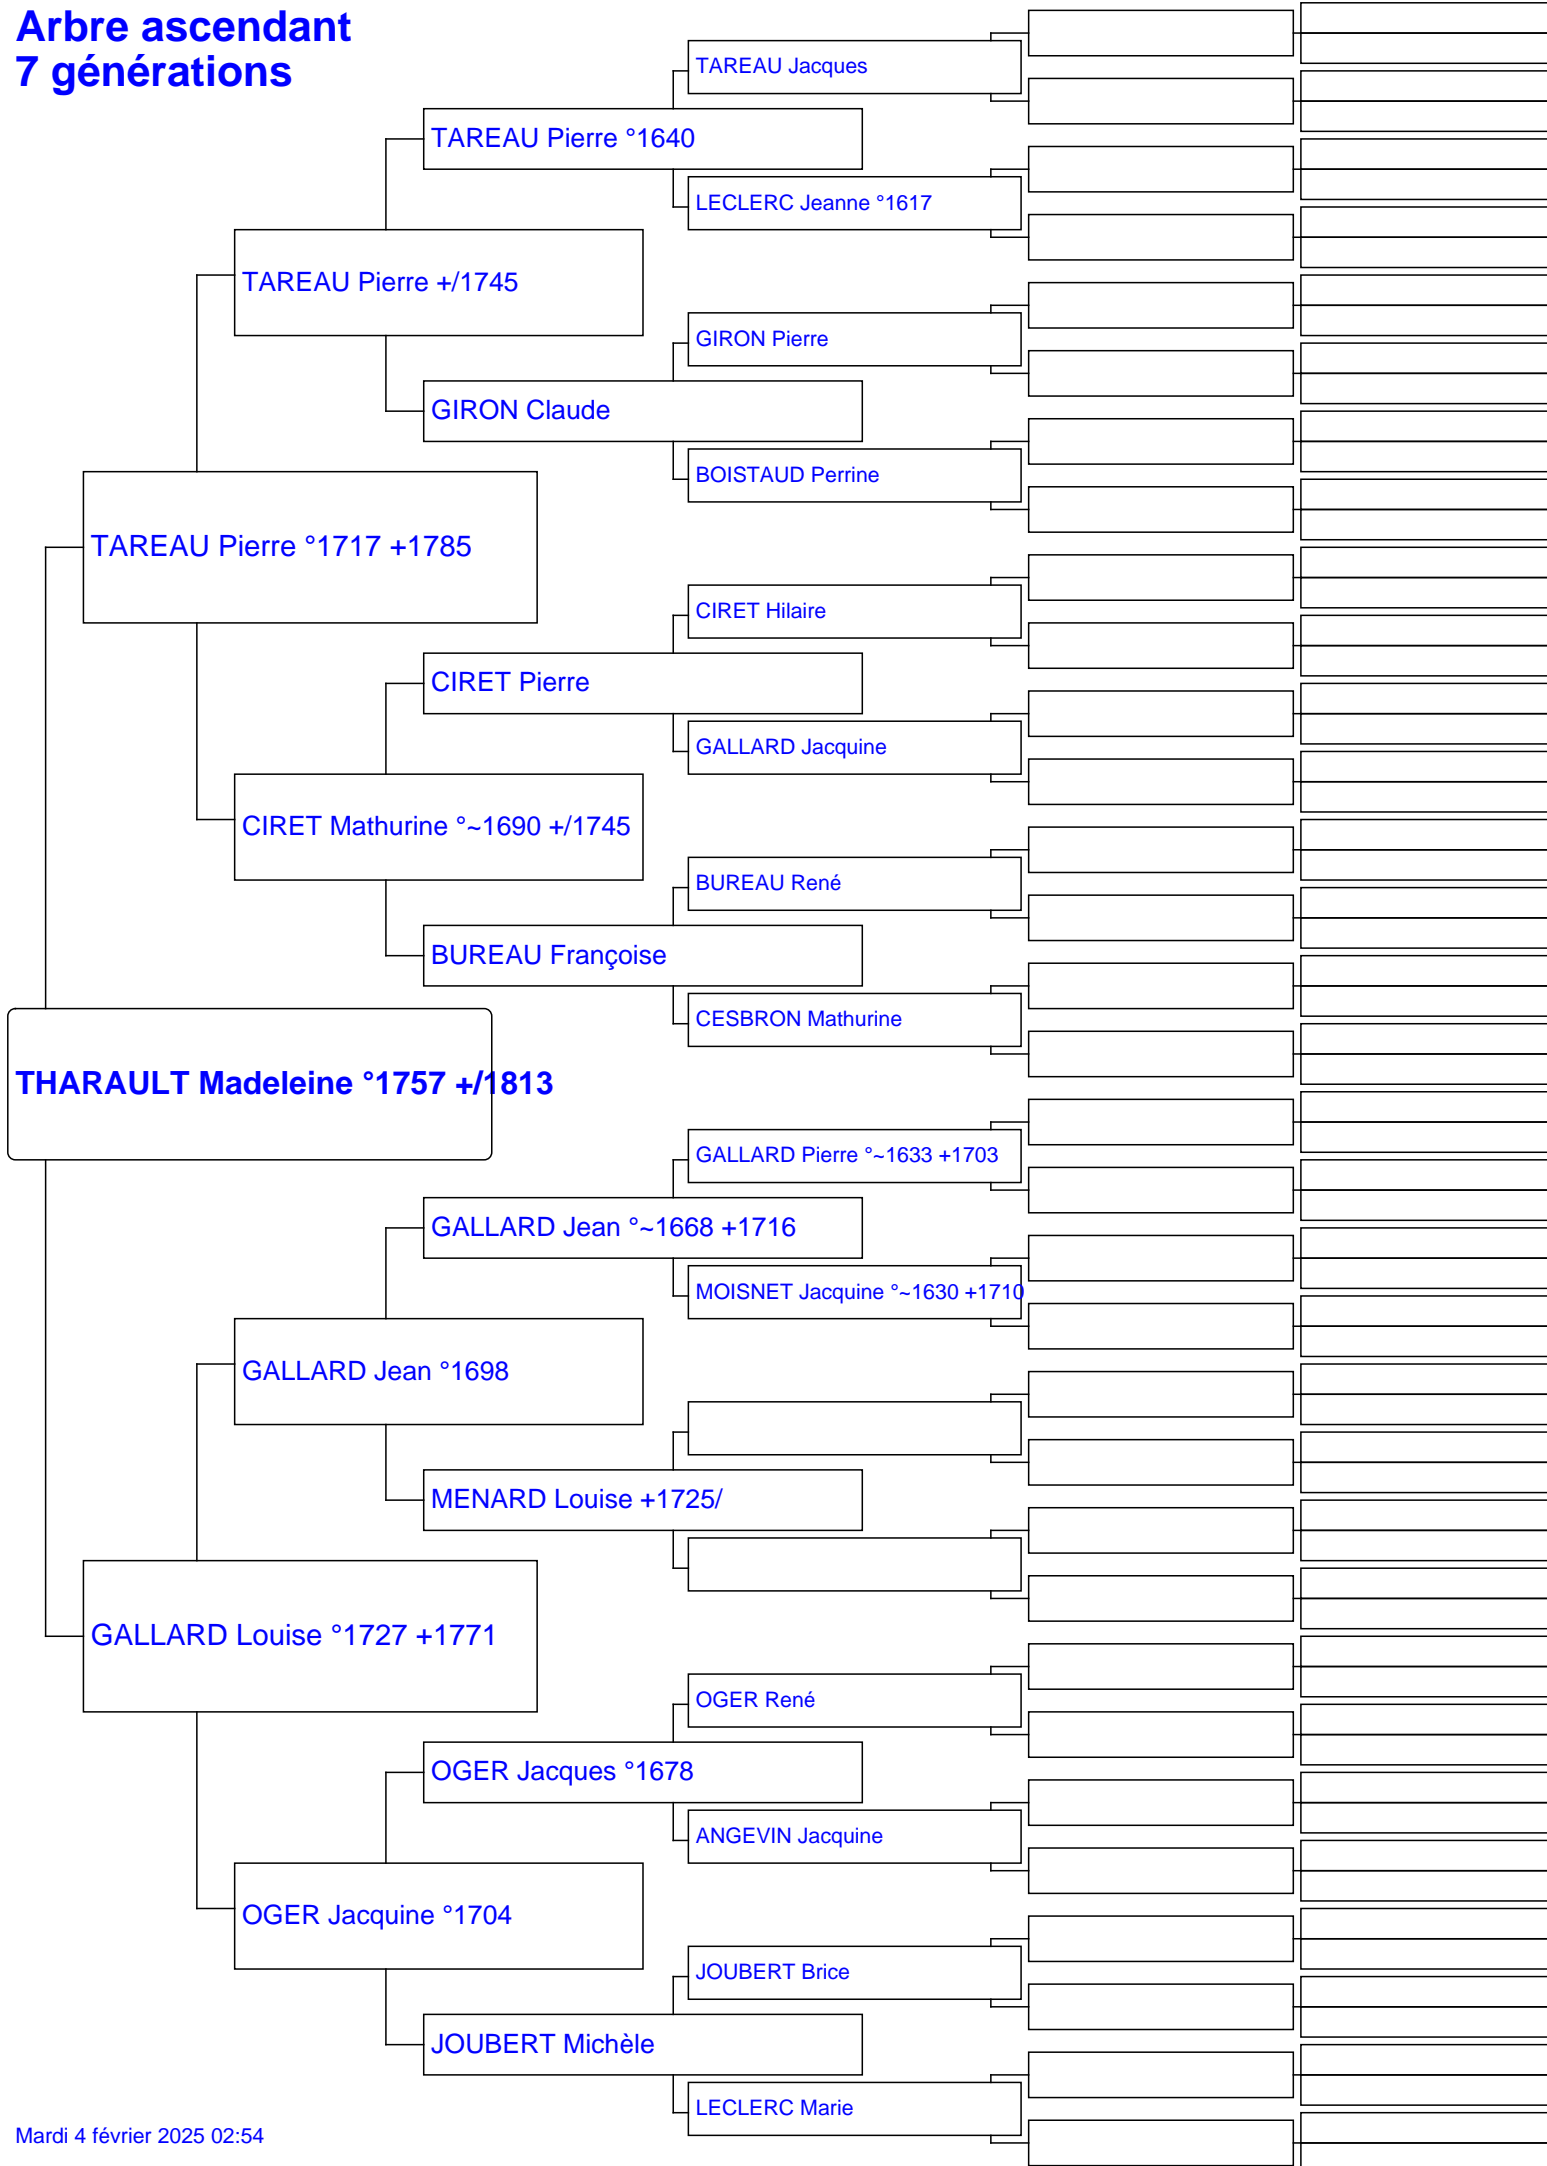 Arbre ascendant
7 générations
TAREAU Jacques
TAREAU Pierre °1640
LECLERC Jeanne °1617
TAREAU Pierre +/1745
GIRON Pierre
GIRON Claude
BOISTAUD Perrine
TAREAU Pierre °1717 +1785
CIRET Hilaire
CIRET Pierre
GALLARD Jacquine
CIRET Mathurine °~1690 +/1745
BUREAU René
BUREAU Françoise
CESBRON Mathurine
THARAULT Madeleine °1757 +/1813
GALLARD Pierre °~1633 +1703
GALLARD Jean °~1668 +1716
MOISNET Jacquine °~1630 +1710
GALLARD Jean °1698
MENARD Louise +1725/
GALLARD Louise °1727 +1771
OGER René
OGER Jacques °1678
ANGEVIN Jacquine
OGER Jacquine °1704
JOUBERT Brice
JOUBERT Michèle
LECLERC Marie
Mardi 4 février 2025 02:54